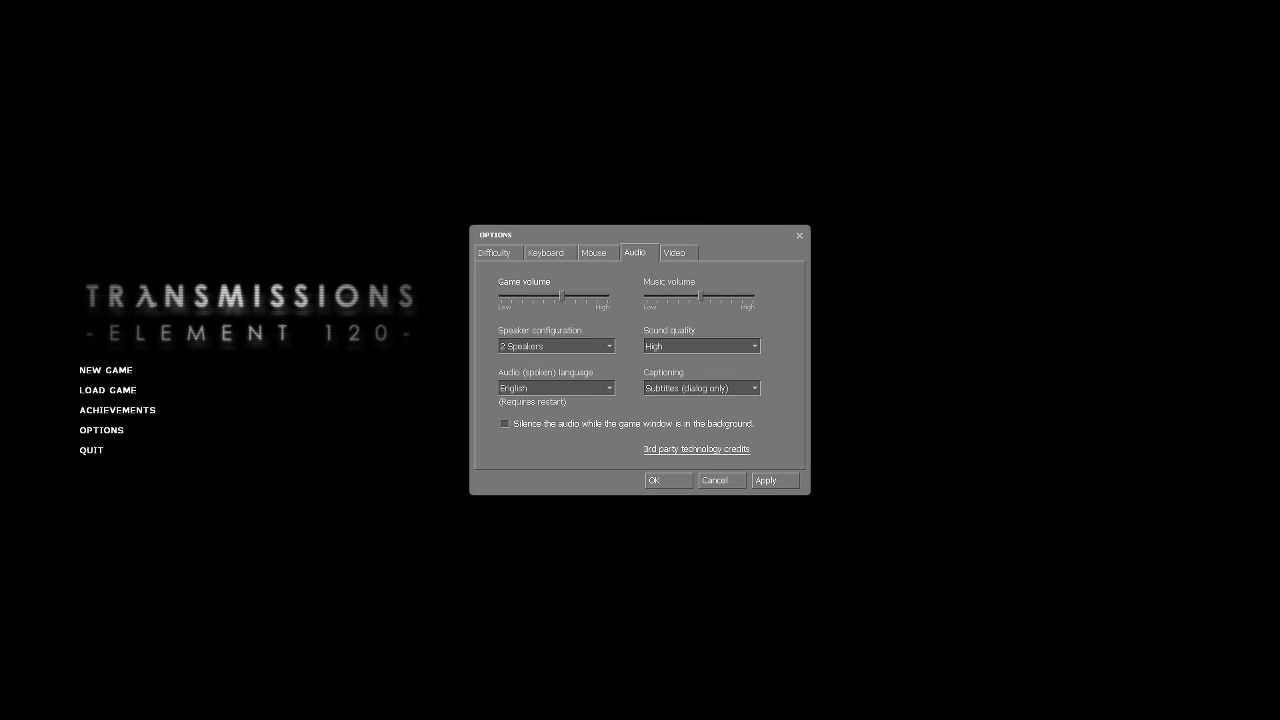 TRλNSMISSIONS
-ELEMENT 120-
NEW GAME
LOAD GAME
ACHIEVEMENTS
OPTIONS
QUIT
OPTIONS
Difficulty Keyboard Mouse Audio Video
Game volume Music volume
Low High Low High
Speaker configuration Sound quality
2 Speakers High
Audio (spoken) language Captioning
English Subtitles (dialog only)
(Requires restart)
Silence the audio while the game window is in the background.
3rd party technology credits
OK Cancel Apply